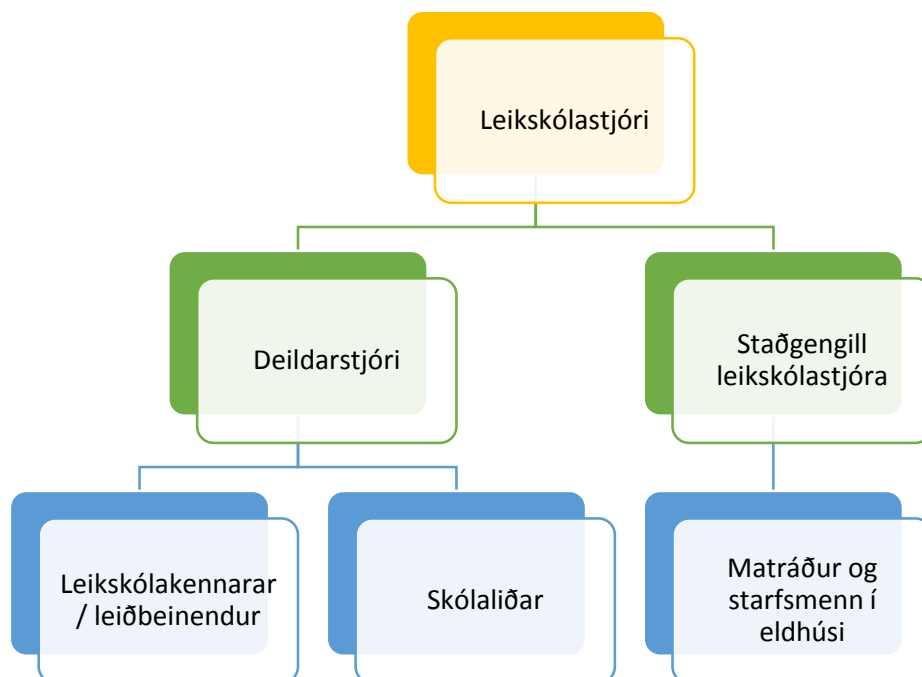 Leikskólastjóri
Deildarstjóri
Staðgengill
leikskólastjóra
Leikskólakennarar
/ leiðbeinendur
Skólaliðar
Matráður og
starfsmenn í
eldhúsi